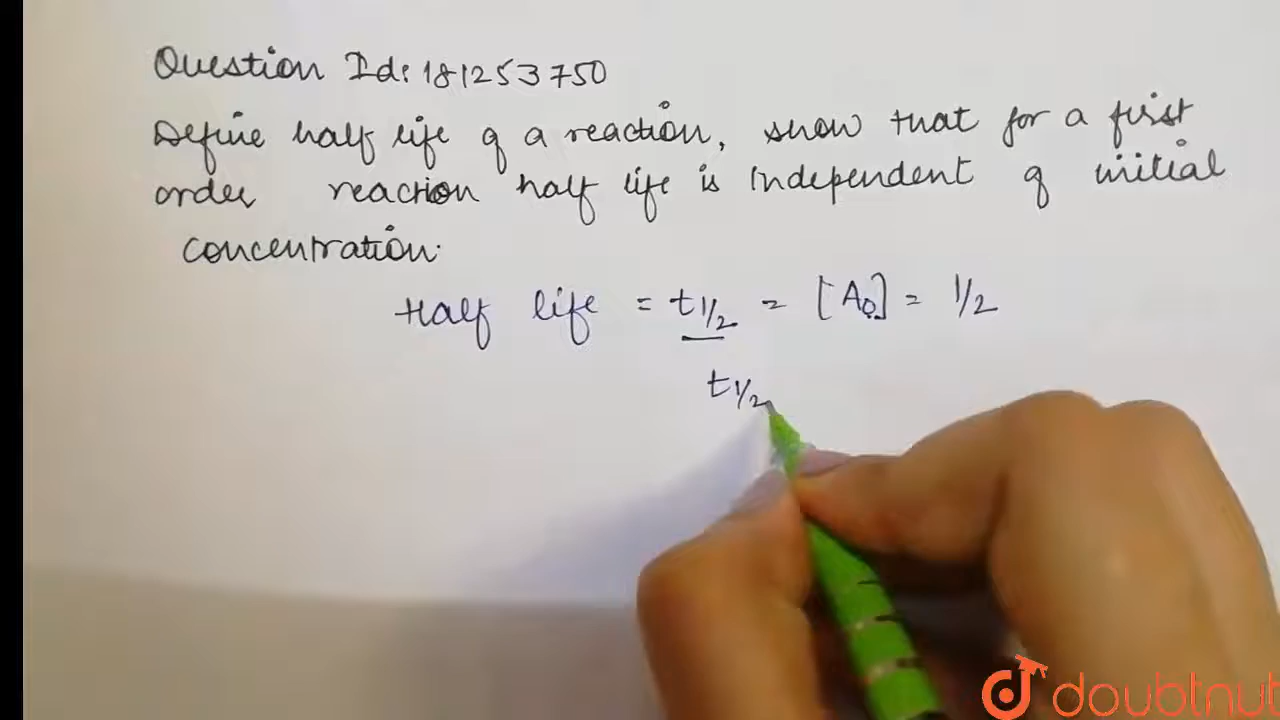 Question Id: 181253750
Define half life of a reaction, show that for a first
order reaction half life is independent of initial
concentration.
Half life = t1/2 = [A0] = 1/2
t1/2
doubtnut